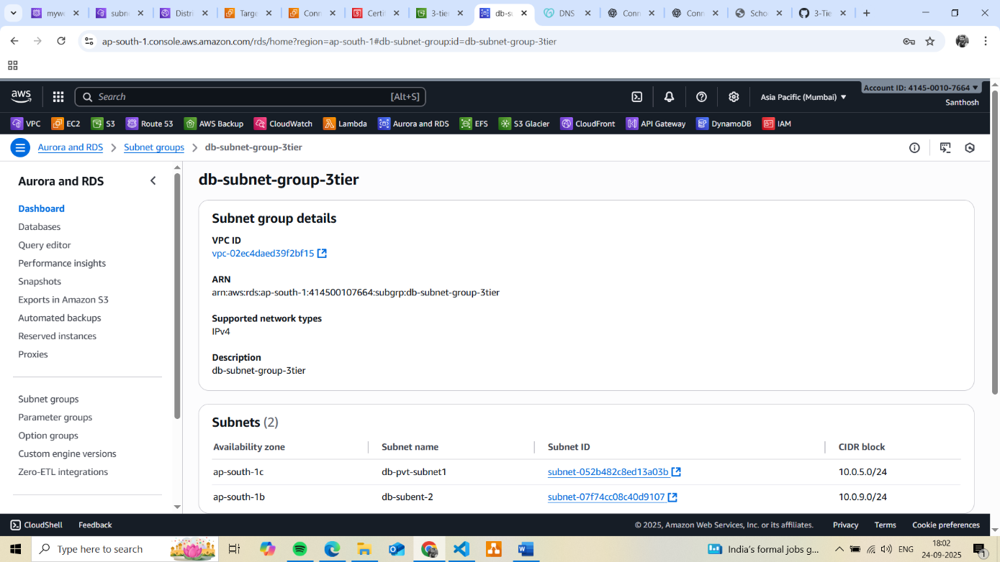 mywe
subn
Distri
Targe
Conn
Certif
3-tier
db-su
DNS
Conn
Conn
Scho
3-Tie
ap-south-1.console.aws.amazon.com/rds/home?region=ap-south-1#db-subnet-group:id=db-subnet-group-3tier
aws
Search
[Alt+S]
Asia Pacific (Mumbai)
Account ID: 4145-0010-7664
Santhosh
VPC
EC2
S3
Route 53
AWS Backup
CloudWatch
Lambda
Aurora and RDS
EFS
S3 Glacier
CloudFront
API Gateway
DynamoDB
IAM
Aurora and RDS
Subnet groups
db-subnet-group-3tier
Aurora and RDS
Dashboard
Databases
Query editor
Performance insights
Snapshots
Exports in Amazon S3
Automated backups
Reserved instances
Proxies
Subnet groups
Parameter groups
Option groups
Custom engine versions
Zero-ETL integrations
db-subnet-group-3tier
Subnet group details
VPC ID
vpc-02ec4daed39f2bf15
ARN
arn:aws:rds:ap-south-1:414500107664:subgrp:db-subnet-group-3tier
Supported network types
IPv4
Description
db-subnet-group-3tier
Subnets (2)
Availability zone Subnet name Subnet ID CIDR block
ap-south-1c db-pvt-subnet1 subnet-052b482c8ed13a03b 10.0.5.0/24
ap-south-1b db-subent-2 subnet-07f74cc08c40d9107 10.0.9.0/24
CloudShell
Feedback
© 2025, Amazon Web Services, Inc. or its affiliates.
Privacy
Terms
Cookie preferences
Type here to search
India's formal jobs g...
ENG
18:02
24-09-2025
1